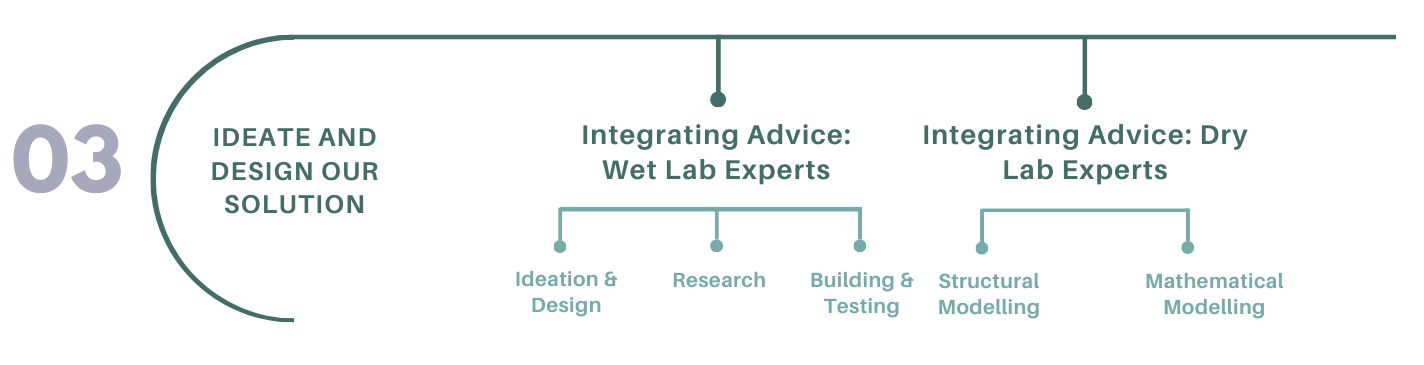 03
IDEATE AND
DESIGN OUR
SOLUTION
Integrating Advice:
Wet Lab Experts
Ideation &
Design
Research
Building &
Testing
Integrating Advice: Dry
Lab Experts
Structural
Modelling
Mathematical
Modelling